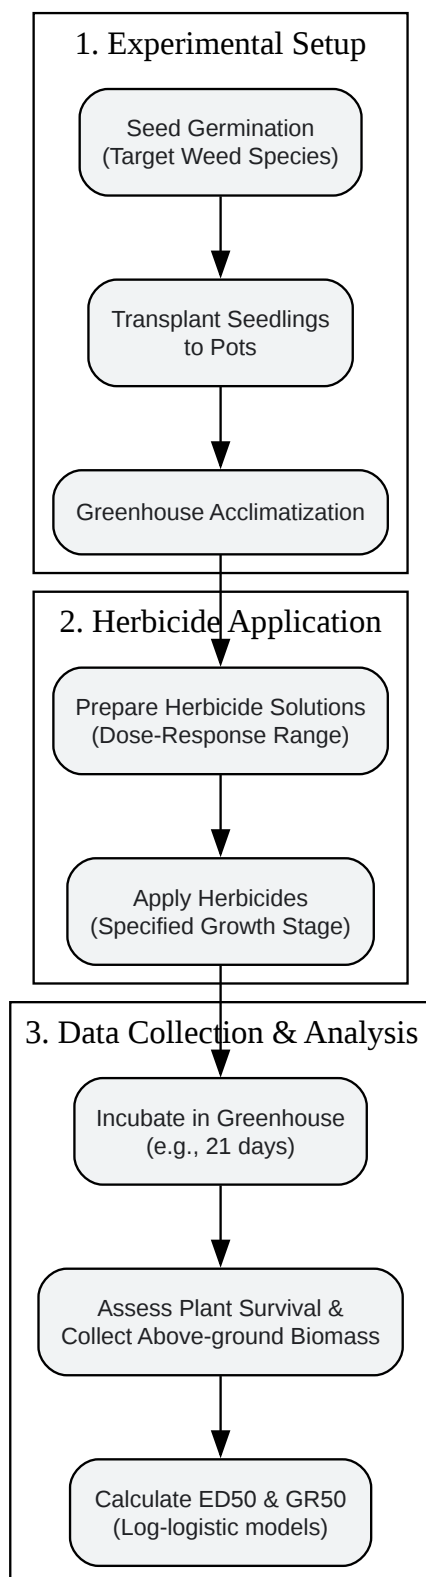 1. Experimental Setup
Seed Germination
(Target Weed Species)
Transplant Seedlings
to Pots
Greenhouse Acclimatization
2. Herbicide Application
Prepare Herbicide Solutions
(Dose-Response Range)
Apply Herbicides
(Specified Growth Stage)
3. Data Collection & Analysis
Incubate in Greenhouse
(e.g., 21 days)
Assess Plant Survival &
Collect Above-ground Biomass
Calculate ED50 & GR50
(Log-logistic models)